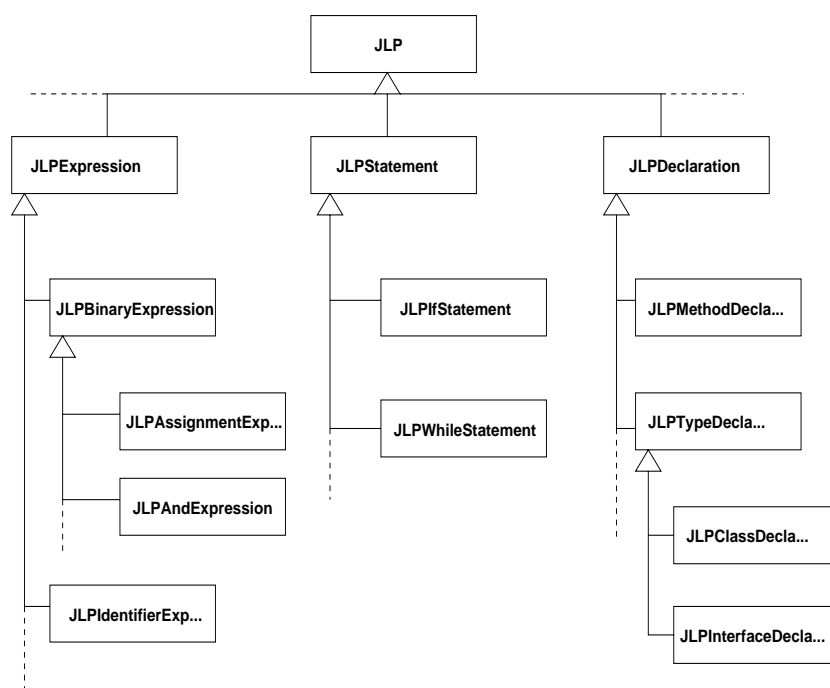 JLP
JLPExpression
JLPStatement
JLPDeclaration
JLPBinaryExpression
JLPIfStatement
JLPMethodDecla...
JLPAssignmentExp...
JLPWhileStatement
JLPTypeDecla...
JLPAndExpression
JLPClassDecla...
JLPIdentifierExp...
JLPInterfaceDecla...